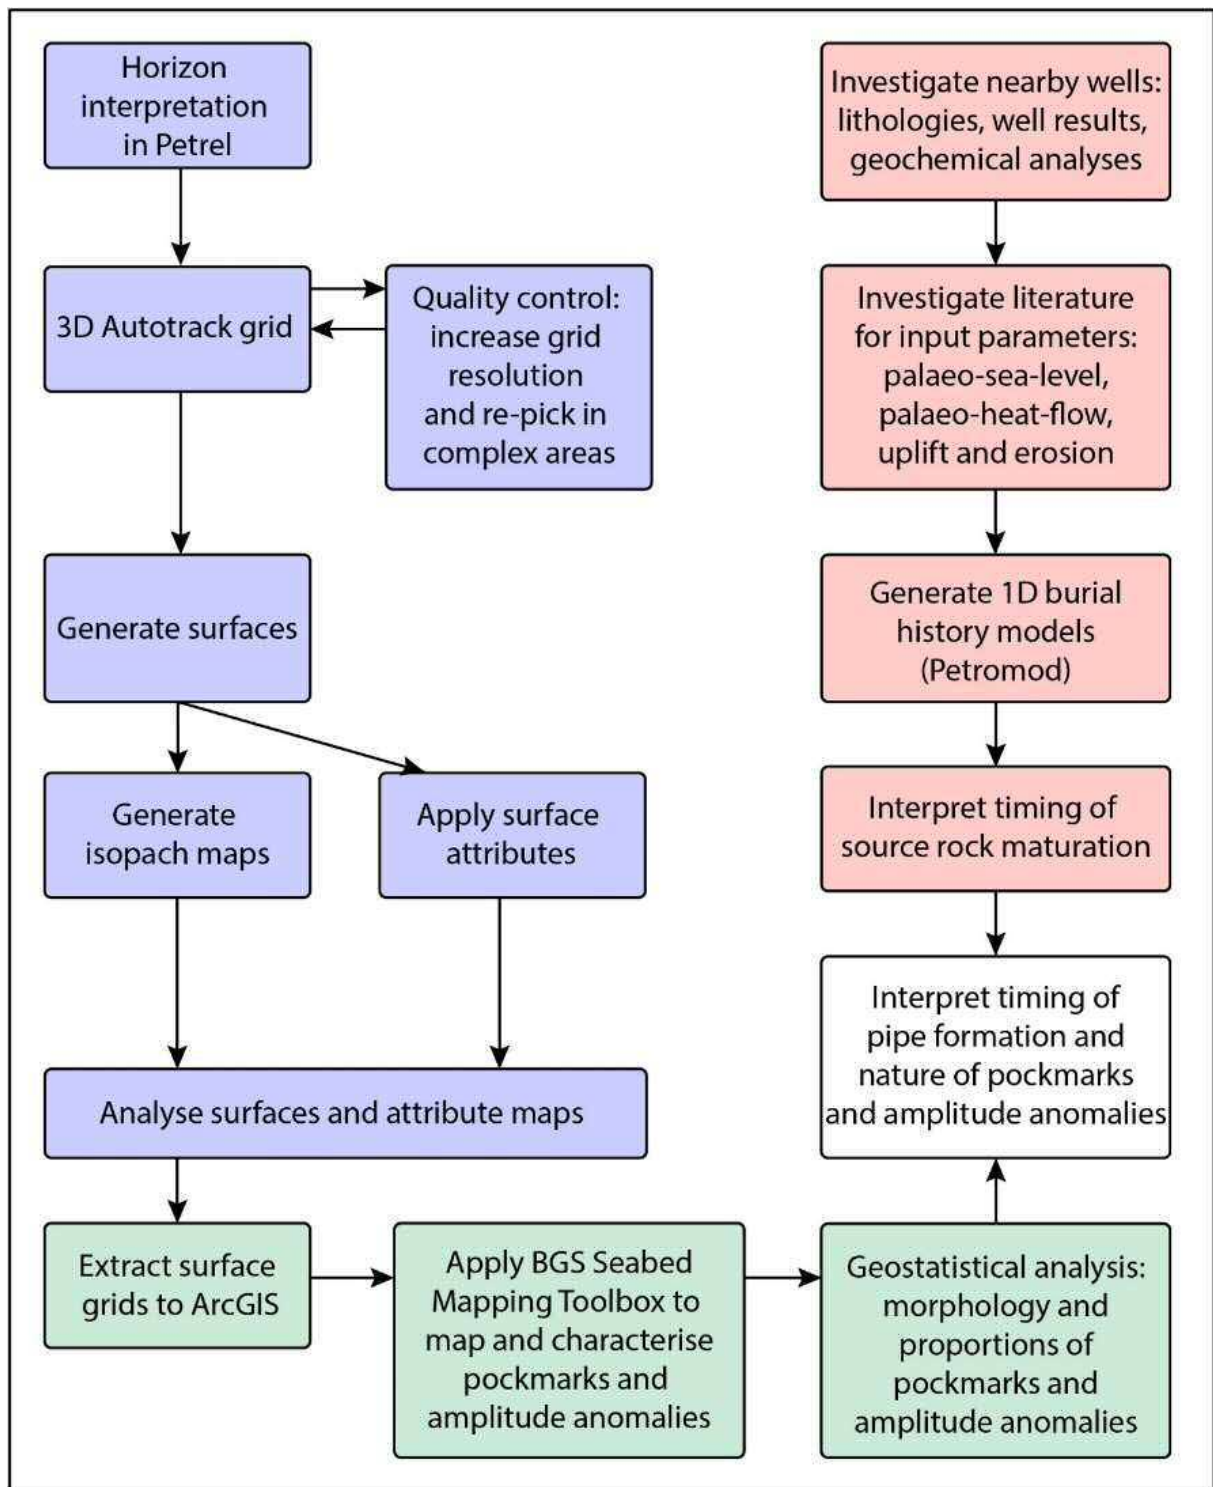 Horizon
interpretation
in Petrel
3D Autotrack grid
Quality control:
increase grid
resolution
and re-pick in
complex areas
Generate surfaces
Generate
isopach maps
Apply surface
attributes
Analyse surfaces and attribute maps
Extract surface
grids to ArcGIS
Apply BGS Seabed
Mapping Toolbox to
map and characterise
pockmarks and
amplitude anomalies
Geostatistical analysis:
morphology and
proportions of
pockmarks and
amplitude anomalies
Investigate nearby wells:
lithologies, well results,
geochemical analyses
Investigate literature
for input parameters:
palaeo-sea-level,
palaeo-heat-flow,
uplift and erosion
Generate 1D burial
history models
(Petromod)
Interpret timing of
source rock maturation
Interpret timing of
pipe formation and
nature of pockmarks
and amplitude anomalies